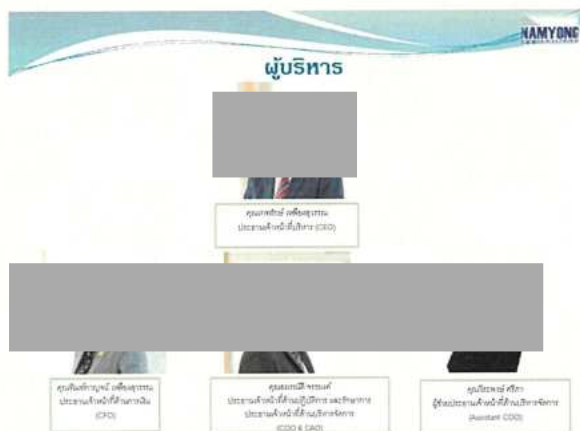 NAMYONG
ผู้บริหาร
ประธานเจ้าหน้าที่บริหาร (CEO)
ประธานเจ้าหน้าที่ด้านการเงิน
(CFO)
ประธานเจ้าหน้าที่ด้านปฏิบัติการ และรักษาการ
ประธานเจ้าหน้าที่ด้านบริหารจัดการ
(COO & CAO)
ผู้ช่วยประธานเจ้าหน้าที่ด้านบริหารจัดการ
(Assistant COO)